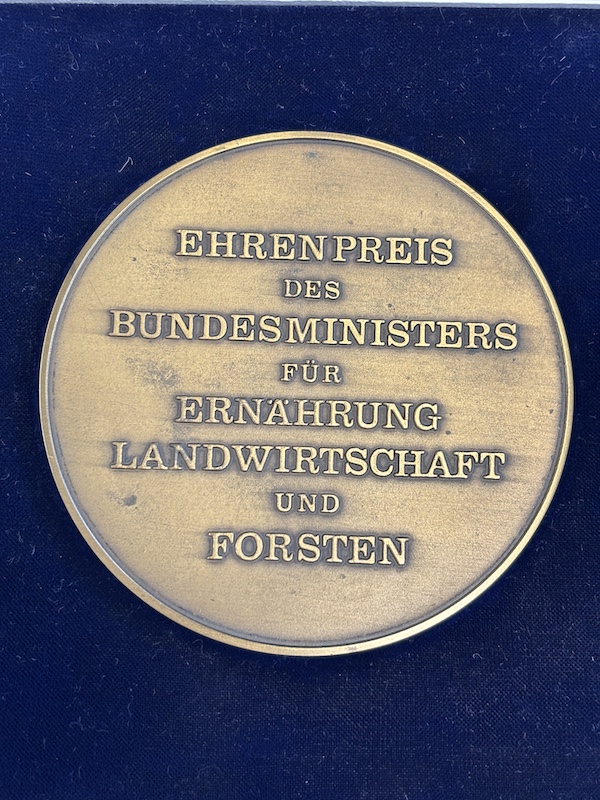 EHRENPREIS
DES
BUNDESMINISTERS
FÜR
ERNÄHRUNG
LANDWIRTSCHAFT
UND
FORSTEN